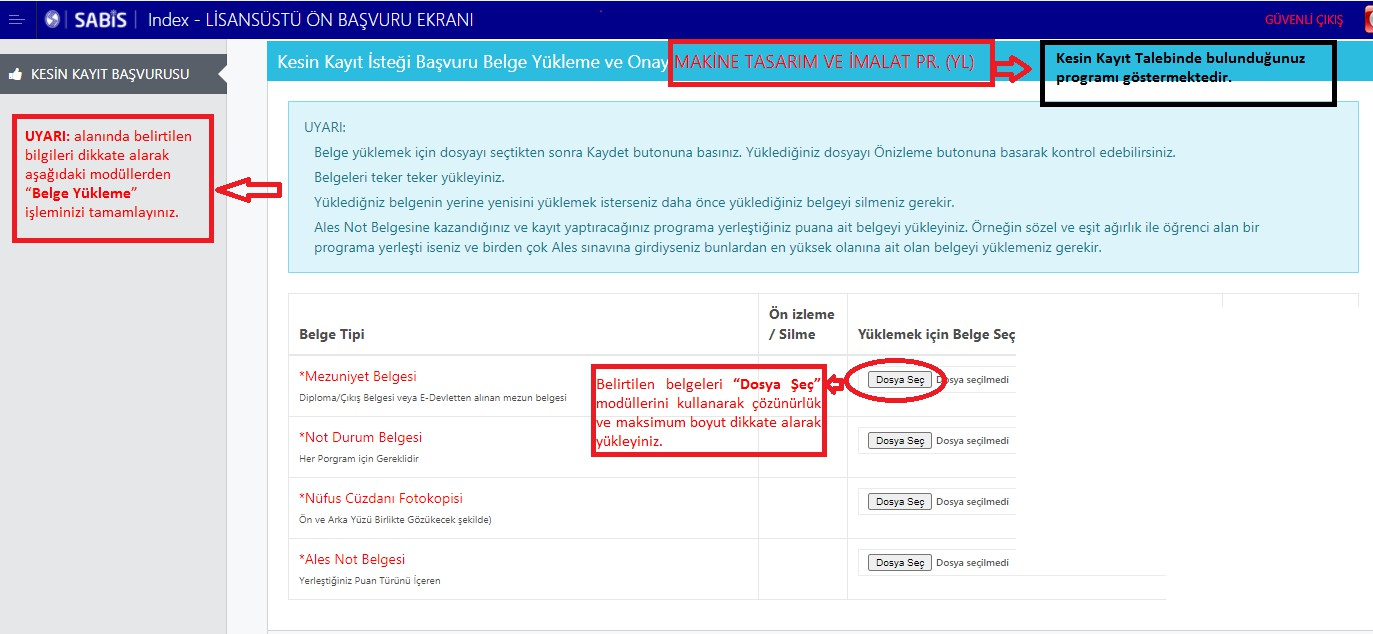 SABİS Index - LİSANSÜSTÜ ÖN BAŞVURU EKRANI
GÜVENLİ ÇIKIŞ
KESİN KAYIT BAŞVURUSU
Kesin Kayıt İsteği Başvuru Belge Yükleme ve Onay
MAKİNE TASARIM VE İMALAT PR. (YL)
Kesin Kayıt Talebinde bulunduğunuz
programı göstermektedir.
UYARI: alanında belirtilen
bilgileri dikkate alarak
aşağıdaki modüllerden
“Belge Yükleme”
işleminizi tamamlayınız.
UYARI:
Belge yüklemek için dosyayı seçtikten sonra Kaydet butonuna basınız. Yüklediğiniz dosyayı Önizleme butonuna basarak kontrol edebilirsiniz.
Belgeleri teker teker yükleyiniz.
Yüklediğniz belgenin yerine yenisini yüklemek isterseniz daha önce yüklediğiniz belgeyi silmeniz gerekir.
Ales Not Belgesine kazandığınız ve kayıt yaptıracağınız programa yerleştiğiniz puana ait belgeyi yükleyiniz. Örneğin sözel ve eşit ağırlık ile öğrenci alan bir
programa yerleşti iseniz ve birden çok Ales sınavına girdiyseniz bunlardan en yüksek olanına ait olan belgeyi yüklemeniz gerekir.
Belge Tipi
Ön izleme
/ Silme
Yüklemek için Belge Seç
*Mezuniyet Belgesi
Diploma/Çıkış Belgesi veya E-Devletten alınan mezun belgesi
Dosya Seç Dosya seçilmedi
Belirtilen belgeleri “Dosya Şeç”
modüllerini kullanarak çözünürlük
ve maksimum boyut dikkate alarak
yükleyiniz.
*Not Durum Belgesi
Her Porgram için Gereklidir
Dosya Seç Dosya seçilmedi
*Nüfus Cüzdanı Fotokopisi
Ön ve Arka Yüzü Birlikte Gözükecek şekilde)
Dosya Seç Dosya seçilmedi
*Ales Not Belgesi
Yerleştiğiniz Puan Türünü İçeren
Dosya Seç Dosya seçilmedi